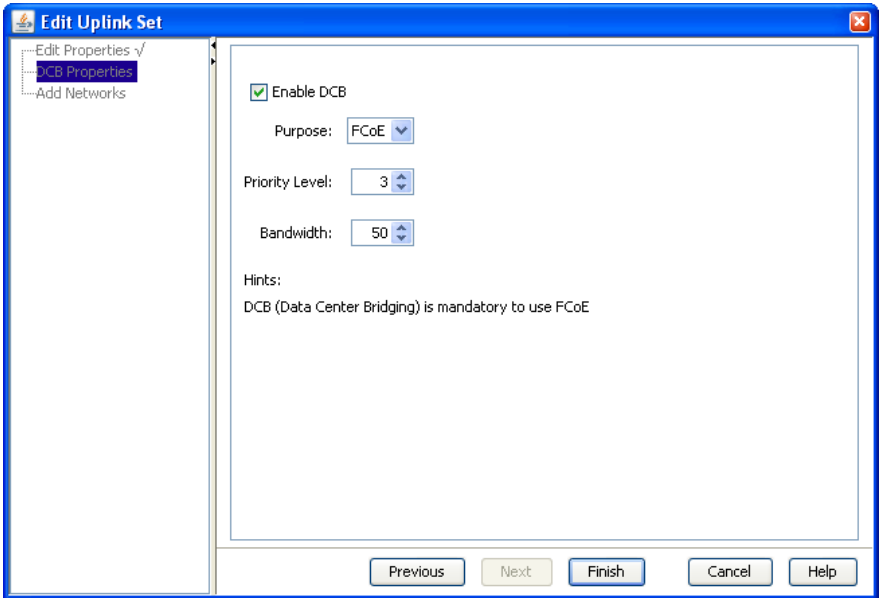 Edit Uplink Set
Edit Properties √
DCB Properties
Add Networks
Enable DCB
Purpose: FCoE
Priority Level: 3
Bandwidth: 50
Hints:
DCB (Data Center Bridging) is mandatory to use FCoE
Previous Next Finish Cancel Help